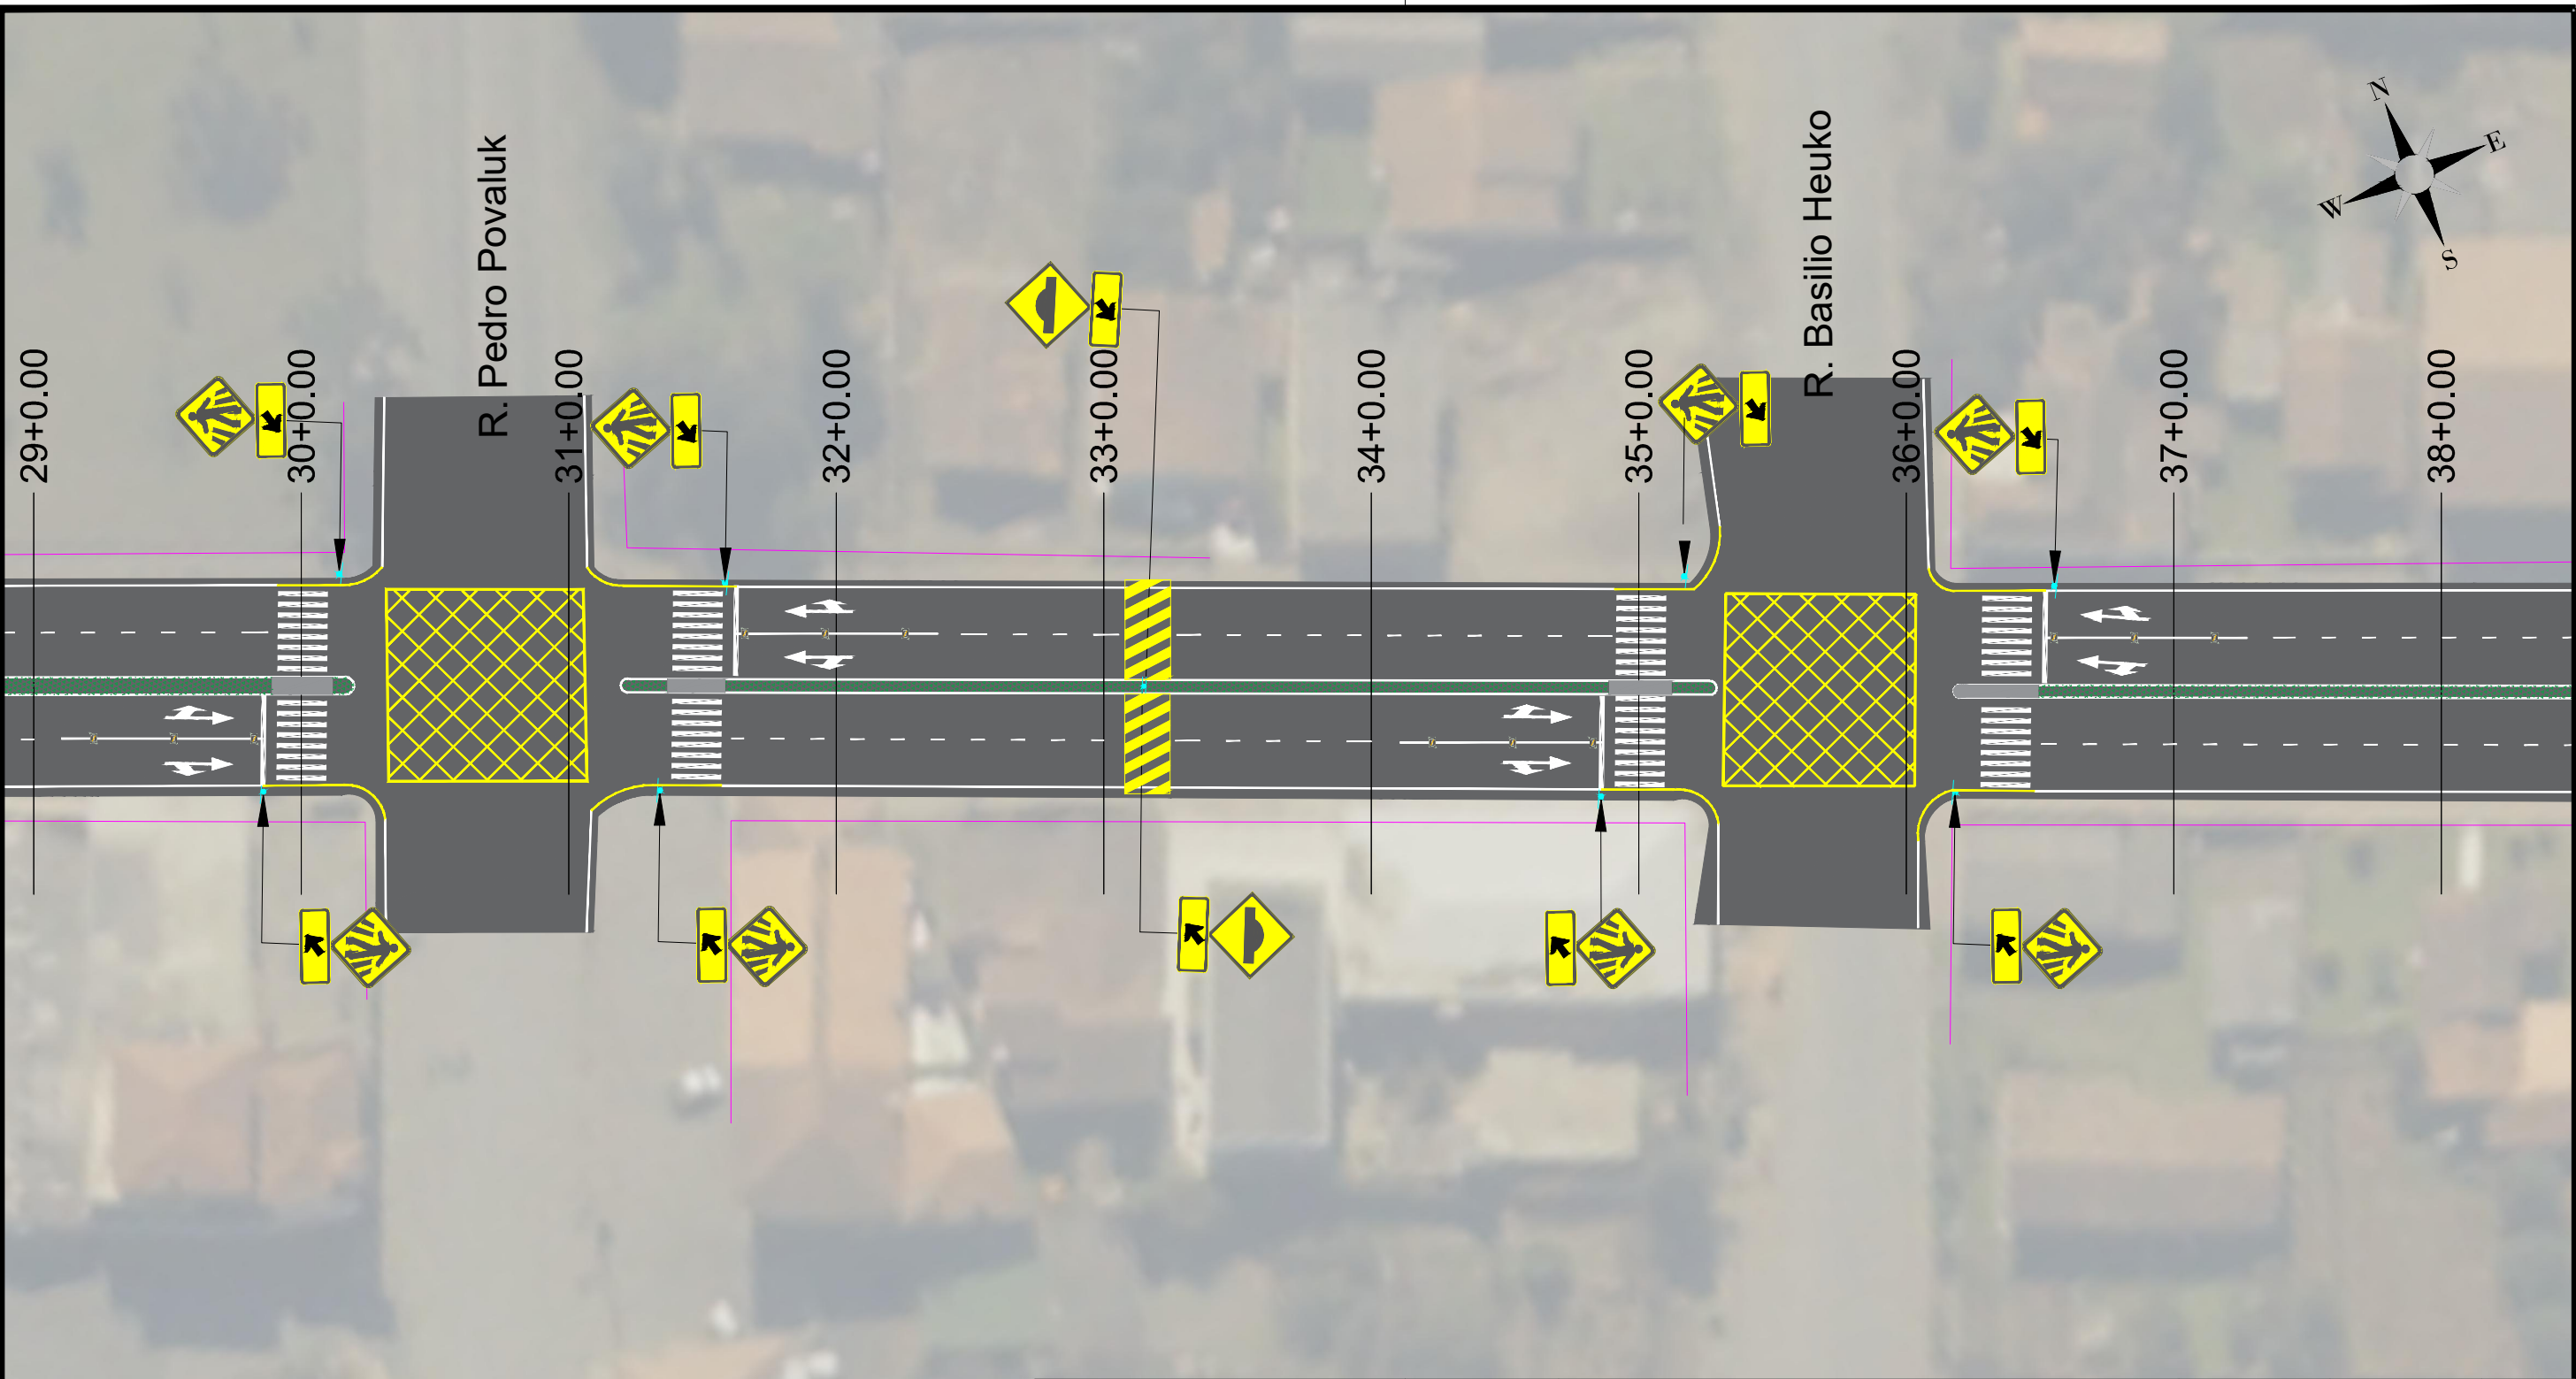 R. Pedro Povaluk
R. Basilio Heuko
N
E
W
S
29+0.00
30+0.00
31+0.00
32+0.00
33+0.00
34+0.00
35+0.00
36+0.00
37+0.00
38+0.00